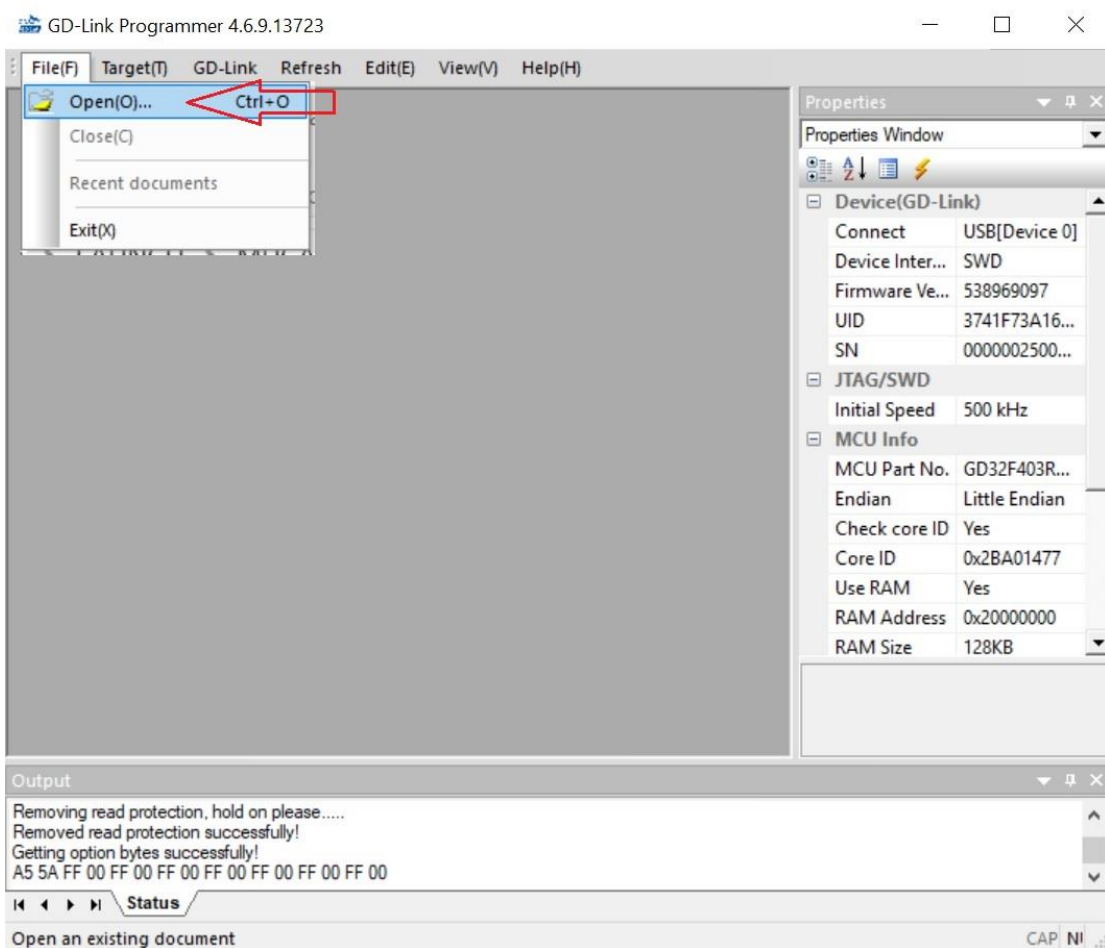 GD-Link Programmer 4.6.9.13723
File(F) Target(T) GD-Link Refresh Edit(E) View(V) Help(H)
Open(O)... Ctrl+O
Close(C)
Recent documents
Exit(X)
Properties
Properties Window
Device(GD-Link)
Connect USB[Device 0]
Device Inter... SWD
Firmware Ve... 538969097
UID 3741F73A16...
SN 0000002500...
JTAG/SWD
Initial Speed 500 kHz
MCU Info
MCU Part No. GD32F403R...
Endian Little Endian
Check core ID Yes
Core ID 0x2BA01477
Use RAM Yes
RAM Address 0x20000000
RAM Size 128KB
Output
Removing read protection, hold on please.....
Removed read protection successfully!
Getting option bytes successfully!
A5 5A FF 00 FF 00 FF 00 FF 00 FF 00 FF 00 FF 00
Status
Open an existing document
CAP